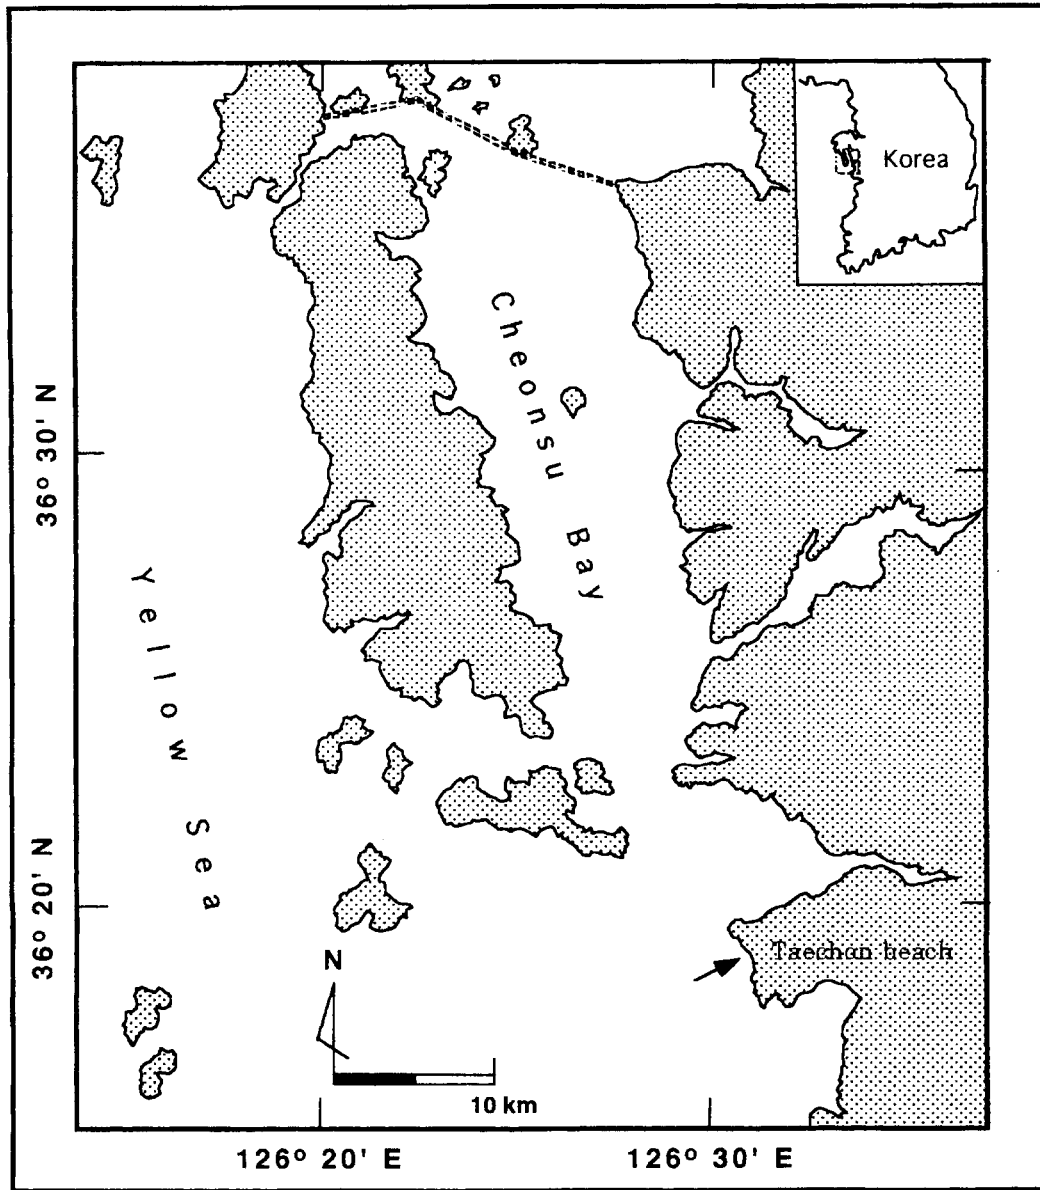 Korea
Cheonsu Bay
36° 30' N
Yellow Sea
36° 20' N
Taechon beach
N
10 km
126° 20' E
126° 30' E